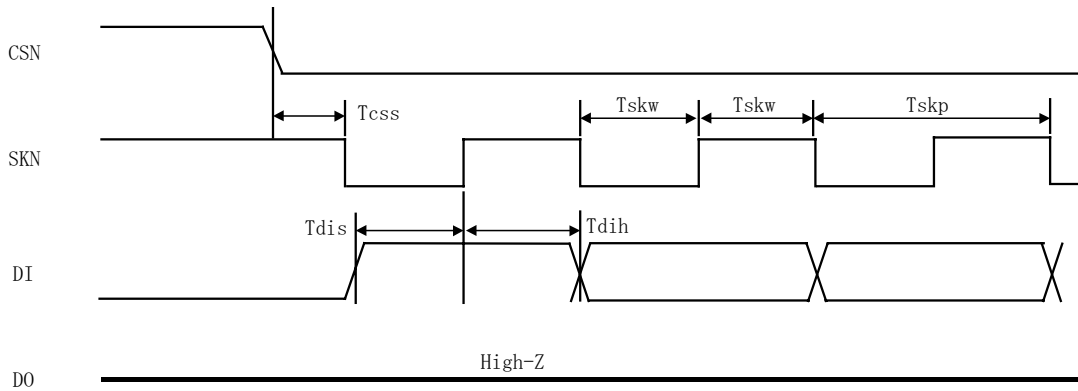 CSN
Tcss
Tskw
Tskw
Tskp
SKN
Tdis
Tdih
DI
High-Z
DO